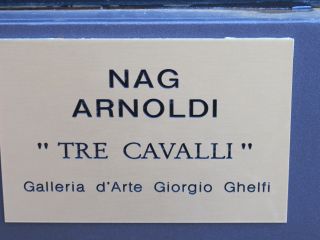 NAG
ARNOLDI
" TRE CAVALLI "
Galleria d'Arte Giorgio Ghelfi